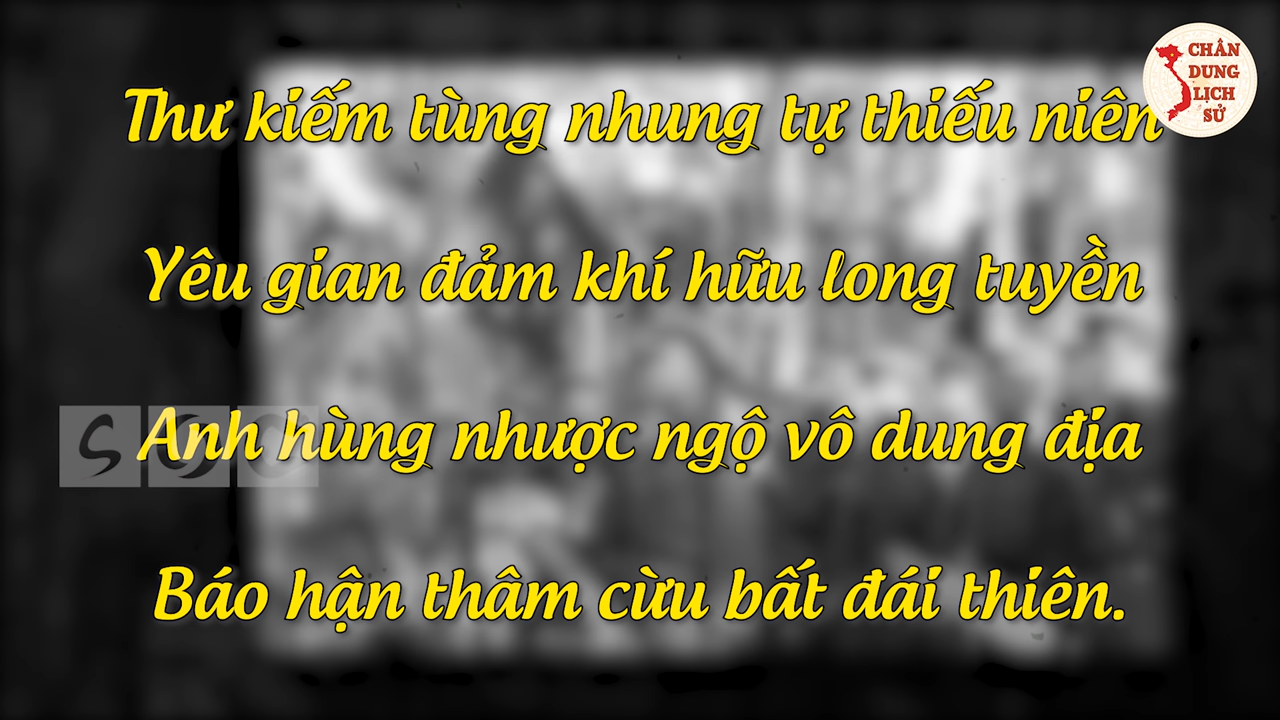 CHÂN
DUNG
LỊCH
SỬ
Thư kiếm tùng nhung tự thiếu niên
Yêu gian đảm khí hữu long tuyền
Anh hùng nhược ngộ vô dung địa
Báo hận thâm cừu bất đái thiên.